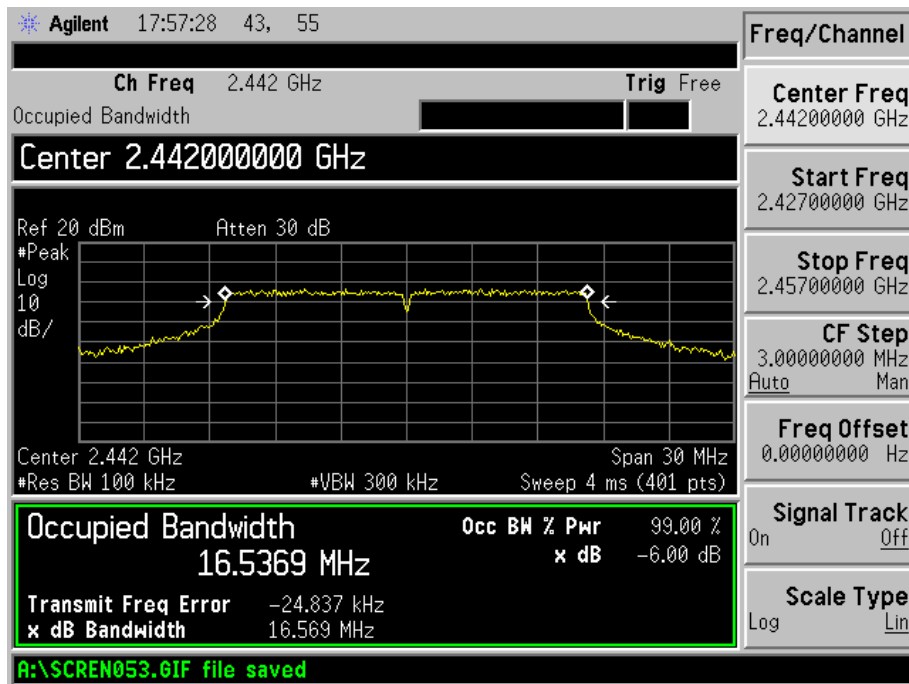 Agilent 17:57:28 43, 55
Ch Freq 2.442 GHz Trig Free
Occupied Bandwidth
Center 2.442000000 GHz
Ref 20 dBm Atten 30 dB
#Peak
Log
10
dB/
Center 2.442 GHz Span 30 MHz
#Res BW 100 kHz #VBW 300 kHz Sweep 4 ms (401 pts)
Occupied Bandwidth Occ BW % Pwr 99.00 %
16.5369 MHz x dB -6.00 dB
Transmit Freq Error -24.837 kHz
x dB Bandwidth 16.569 MHz
A:\SCREN053.GIF file saved
Freq/Channel
Center Freq
2.44200000 GHz
Start Freq
2.42700000 GHz
Stop Freq
2.45700000 GHz
CF Step
3.00000000 MHz
Auto Man
Freq Offset
0.00000000 Hz
Signal Track
On Off
Scale Type
Log Lin